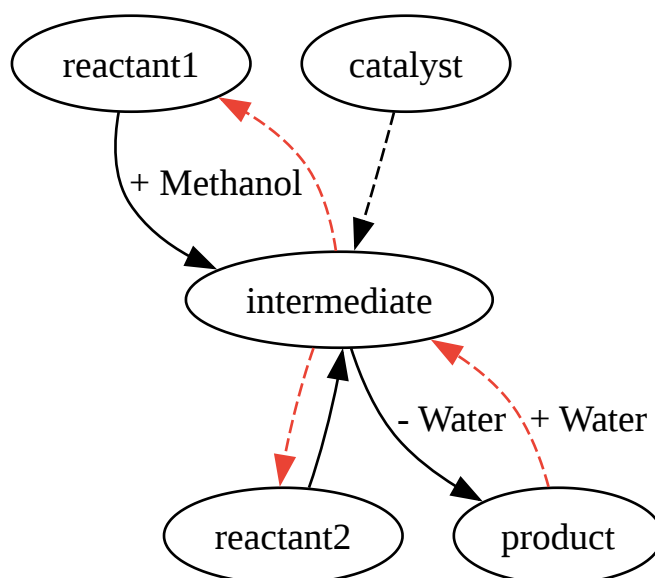 reactant1
catalyst
+ Methanol
intermediate
- Water
+ Water
reactant2
product